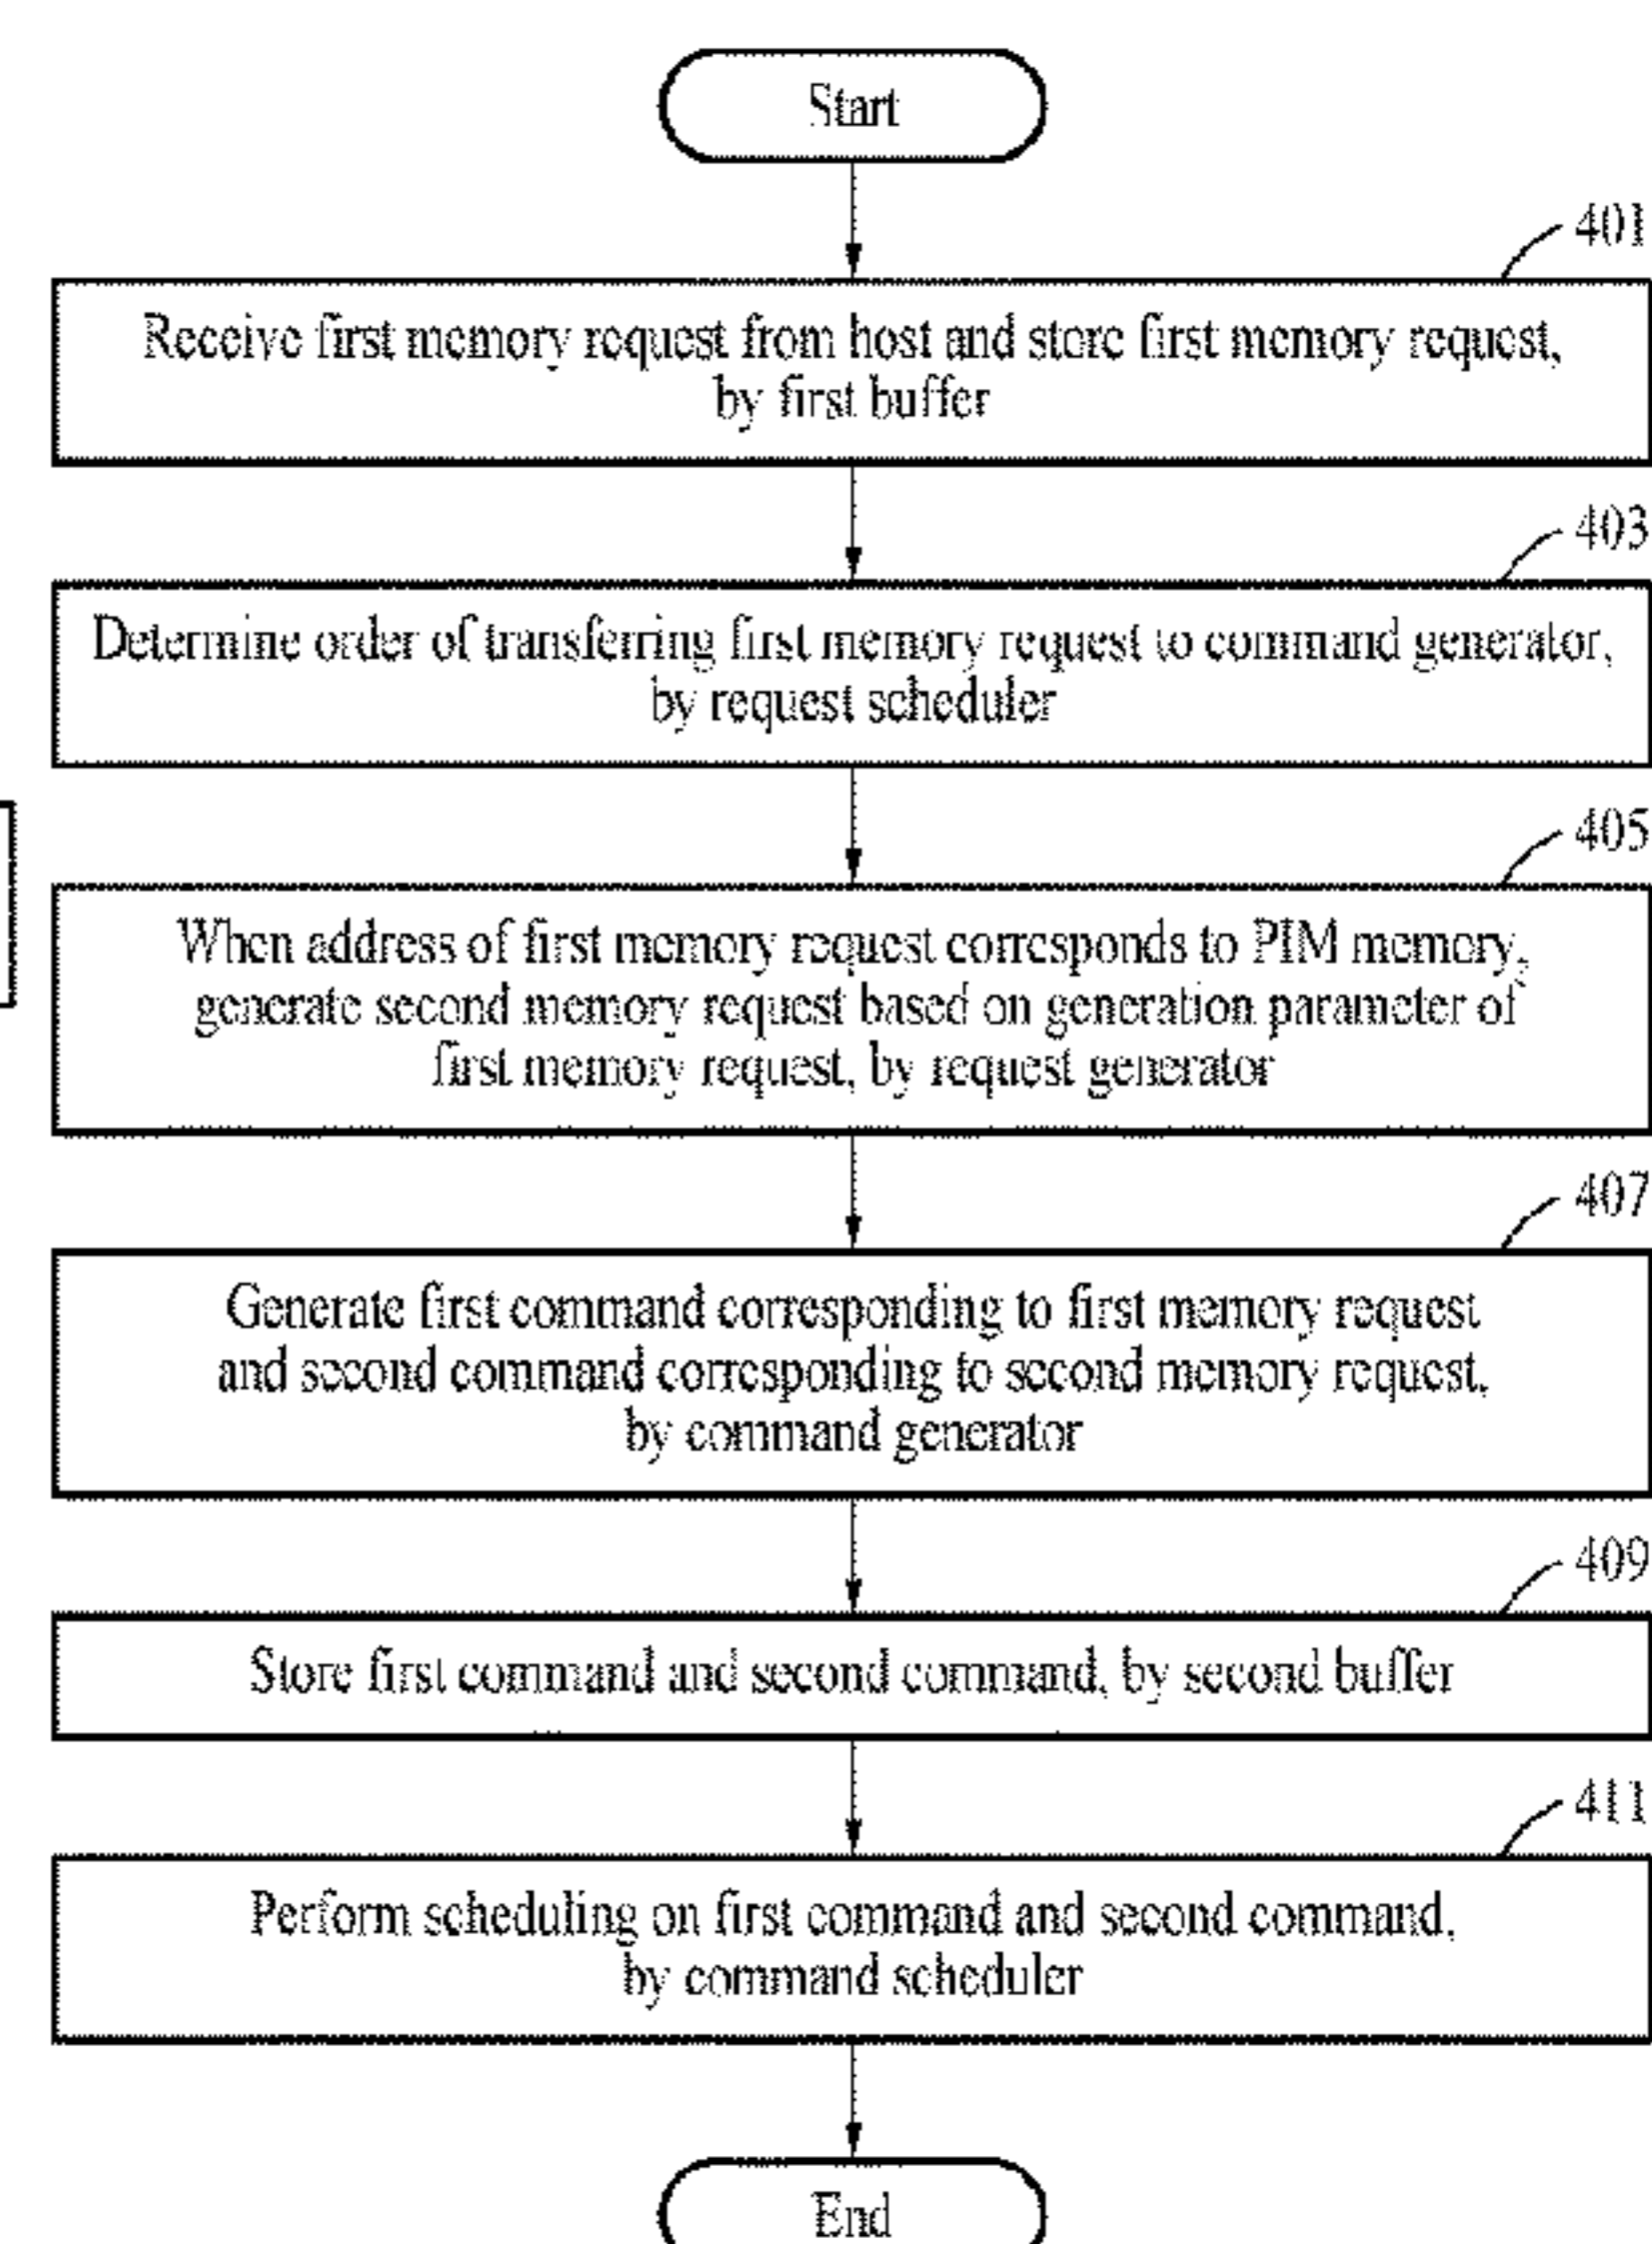 Start
401
Receive first memory request from host and store first memory request,
by first buffer
403
Determine order of transferring first memory request to command generator,
by request scheduler
405
When address of first memory request corresponds to PIM memory,
generate second memory request based on generation parameter of
first memory request, by request generator
407
Generate first command corresponding to first memory request
and second command corresponding to second memory request,
by command generator
409
Store first command and second command, by second buffer
411
Perform scheduling on first command and second command,
by command scheduler
End